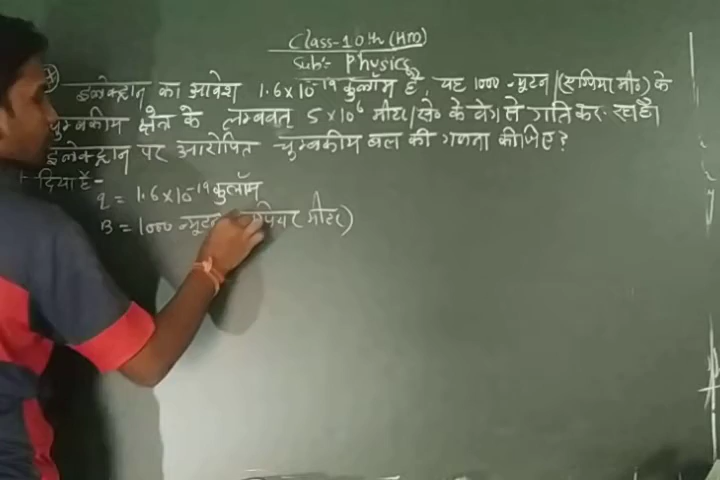 Class-10th (HM)
Sub:- Physics
इलेक्ट्रान का आवेश 1.6×10⁻¹⁹ कुलॉम है, यह 1000 न्यूटन/(एम्पियर मी०) के
चुम्बकीय क्षेत्र के लम्बवत 5×10⁶ मीटर/से० के वेग से गति कर रहा है।
इलेक्ट्रान पर आरोपित चुम्बकीय बल की गणना कीजिए?
दिया है-
q = 1.6×10⁻¹⁹ कुलॉम
B = 1000 न्यूटन मीटर)